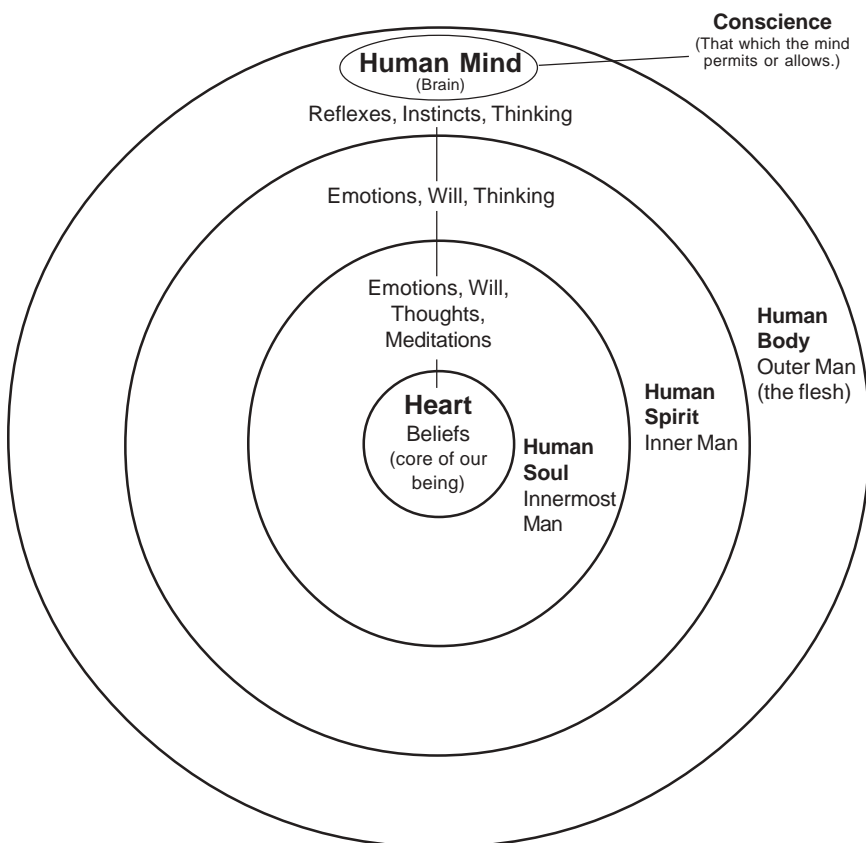 Conscience
(That which the mind
permits or allows.)
Human Mind
(Brain)
Reflexes, Instincts, Thinking
Emotions, Will, Thinking
Emotions, Will,
Thoughts,
Meditations
Heart
Beliefs
(core of our
being)
Human
Soul
Innermost
Man
Human
Spirit
Inner Man
Human
Body
Outer Man
(the flesh)